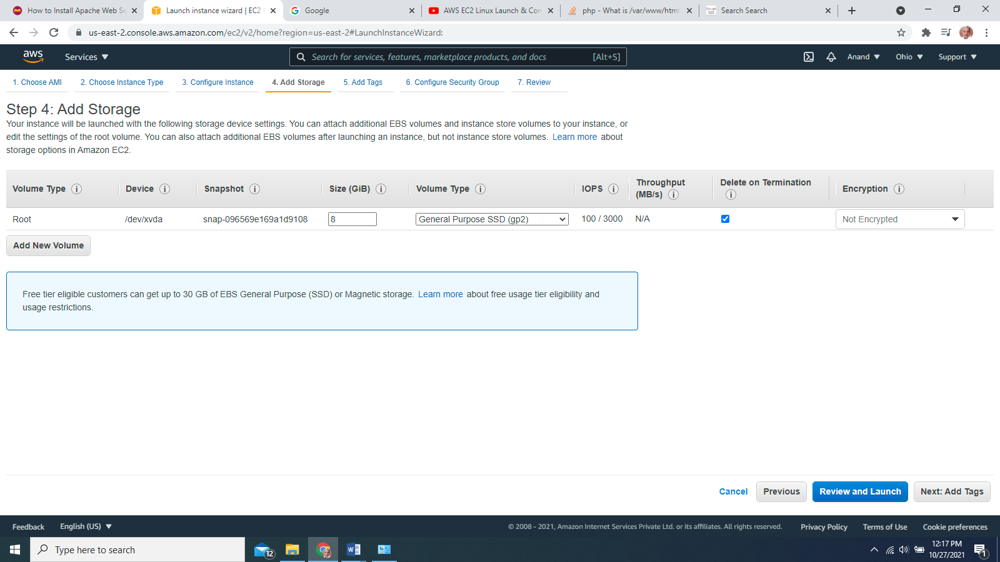 How to Install Apache Web Se
Launch instance wizard | EC2
Google
AWS EC2 Linux Launch & Con
php - What is /var/www/html
Search Search
us-east-2.console.aws.amazon.com/ec2/v2/home?region=us-east-2#LaunchInstanceWizard:
aws
Services
Search for services, features, marketplace products, and docs
[Alt+S]
Anand
Ohio
Support
1. Choose AMI
2. Choose Instance Type
3. Configure Instance
4. Add Storage
5. Add Tags
6. Configure Security Group
7. Review
Step 4: Add Storage
Your instance will be launched with the following storage device settings. You can attach additional EBS volumes and instance store volumes to your instance, or
edit the settings of the root volume. You can also attach additional EBS volumes after launching an instance, but not instance store volumes. Learn more about
storage options in Amazon EC2.
Volume Type
Device
Snapshot
Size (GiB)
Volume Type
IOPS
Throughput
(MB/s)
Delete on Termination
Encryption
Root
/dev/xvda
snap-096569e169a1d9108
8
General Purpose SSD (gp2)
100 / 3000
N/A
Not Encrypted
Add New Volume
Free tier eligible customers can get up to 30 GB of EBS General Purpose (SSD) or Magnetic storage. Learn more about free usage tier eligibility and
usage restrictions.
Cancel
Previous
Review and Launch
Next: Add Tags
Feedback
English (US)
© 2008 - 2021, Amazon Internet Services Private Ltd. or its affiliates. All rights reserved.
Privacy Policy
Terms of Use
Cookie preferences
Type here to search
12
12:17 PM
10/27/2021
1